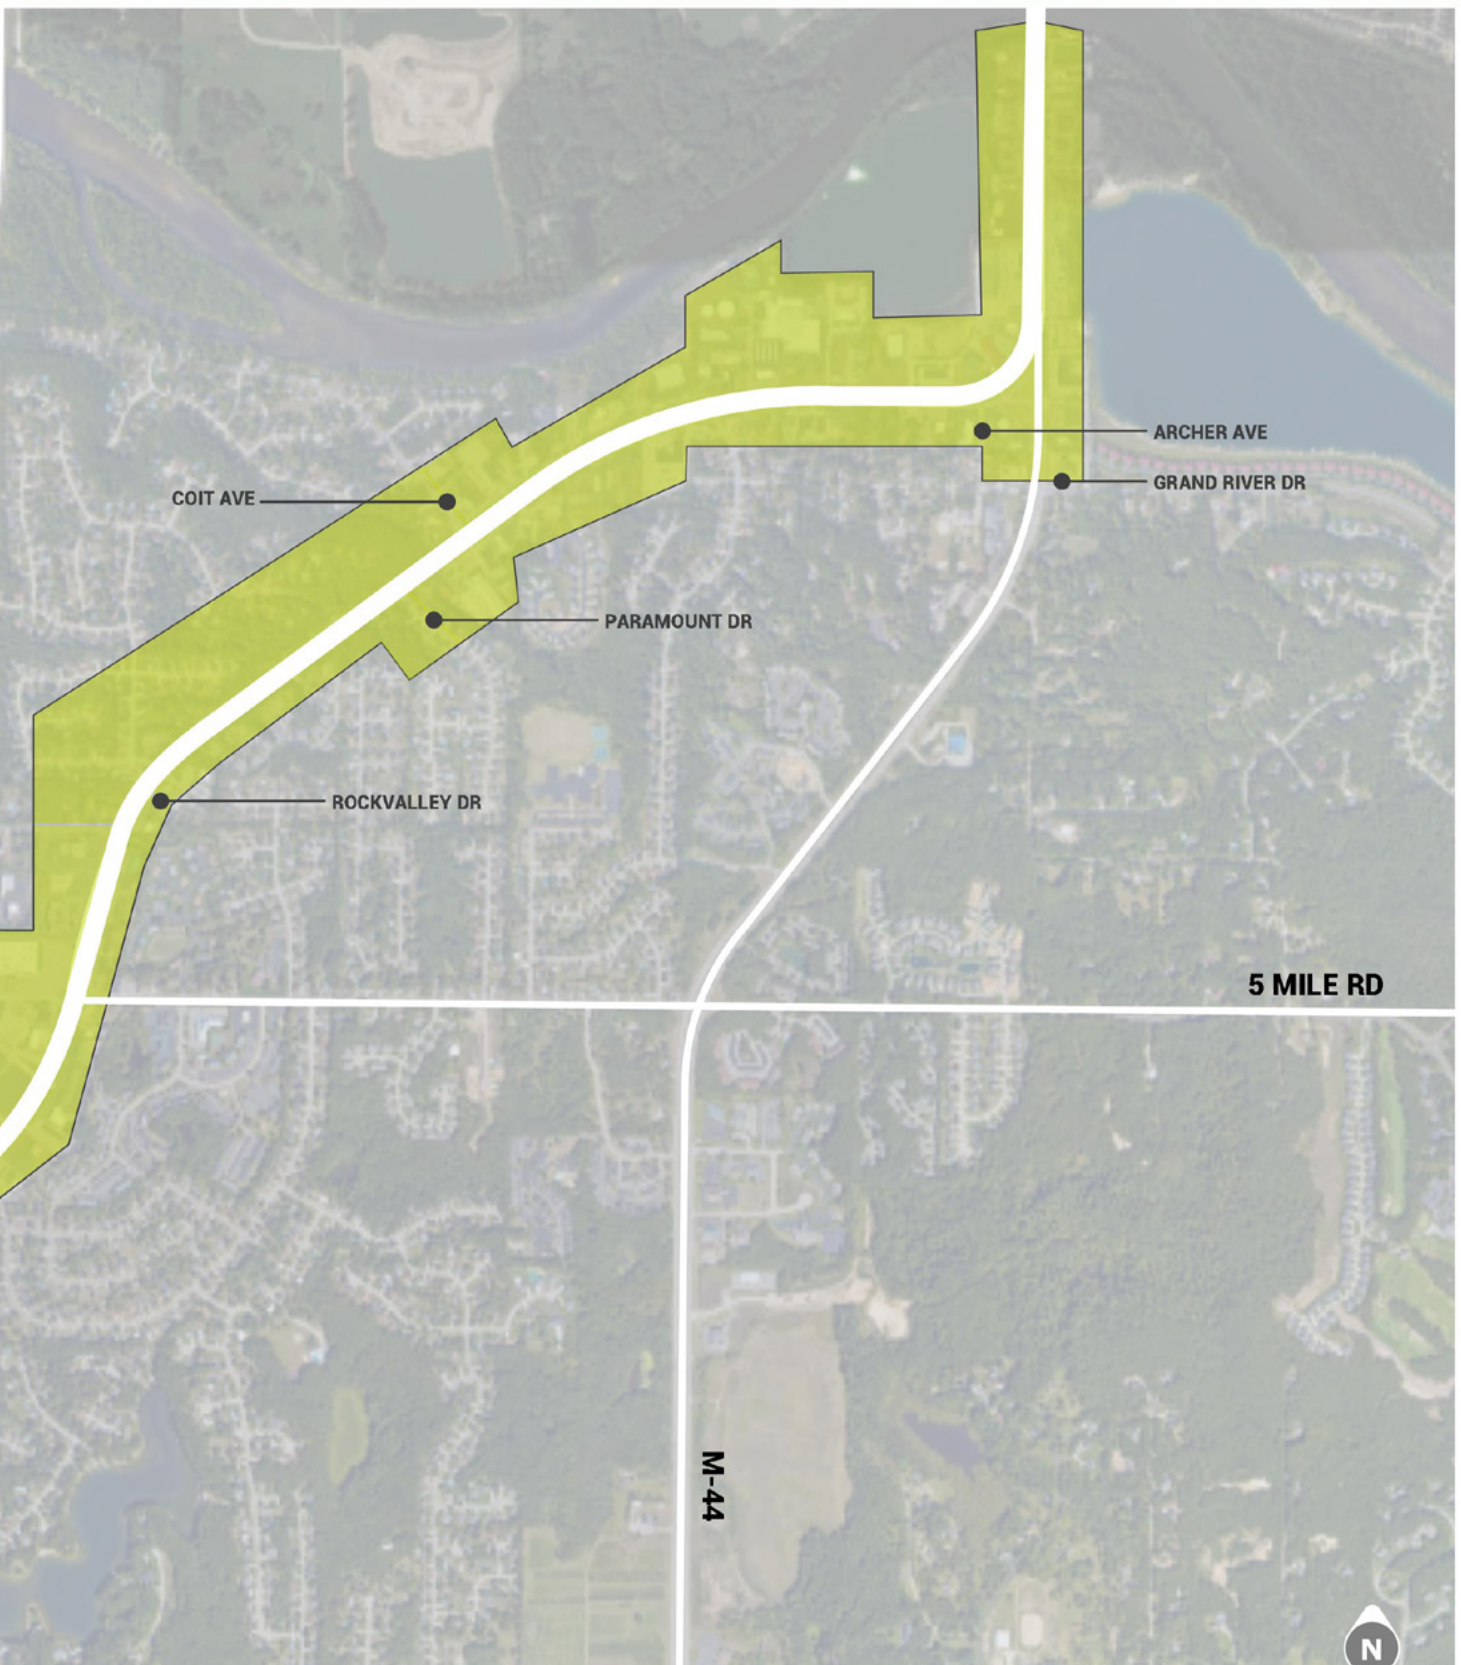 ARCHER AVE
GRAND RIVER DR
COIT AVE
PARAMOUNT DR
ROCKVALLEY DR
5 MILE RD
M-44
N